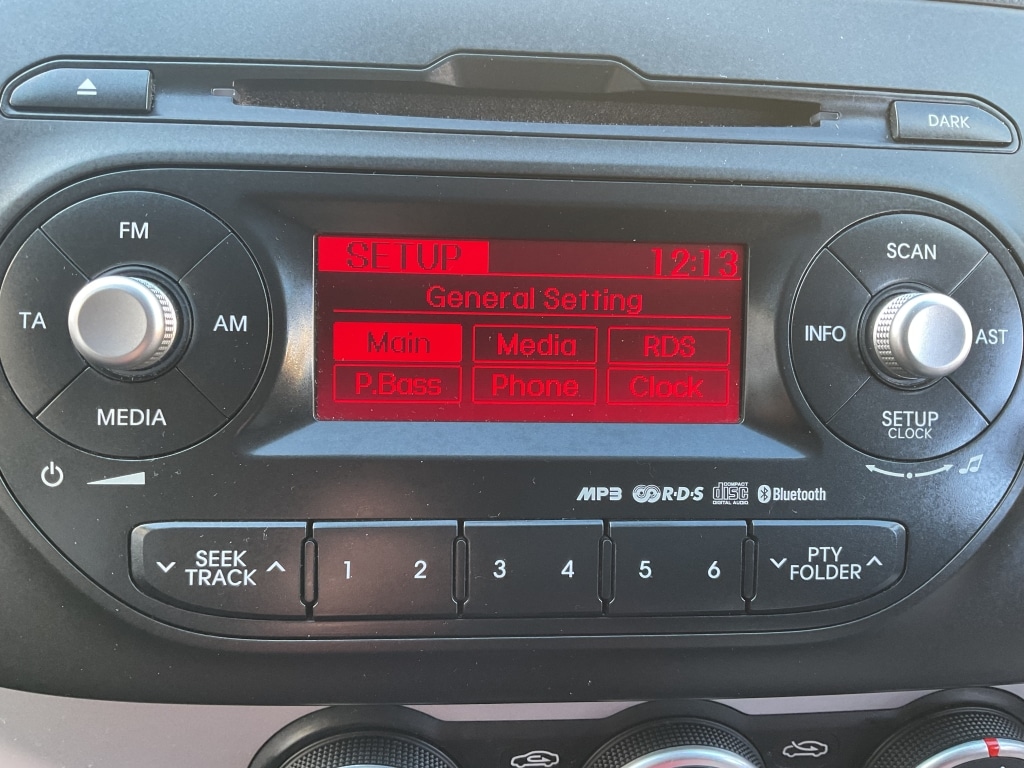 DARK
FM
TA
AM
MEDIA
SETUP 12:13
General Setting
Main Media RDS
P.Bass Phone Clock
SCAN
INFO
AST
SETUP
CLOCK
MP3 R·D·S COMPACT disc DIGITAL AUDIO Bluetooth
SEEK
TRACK
1 2 3 4 5 6
PTY
FOLDER